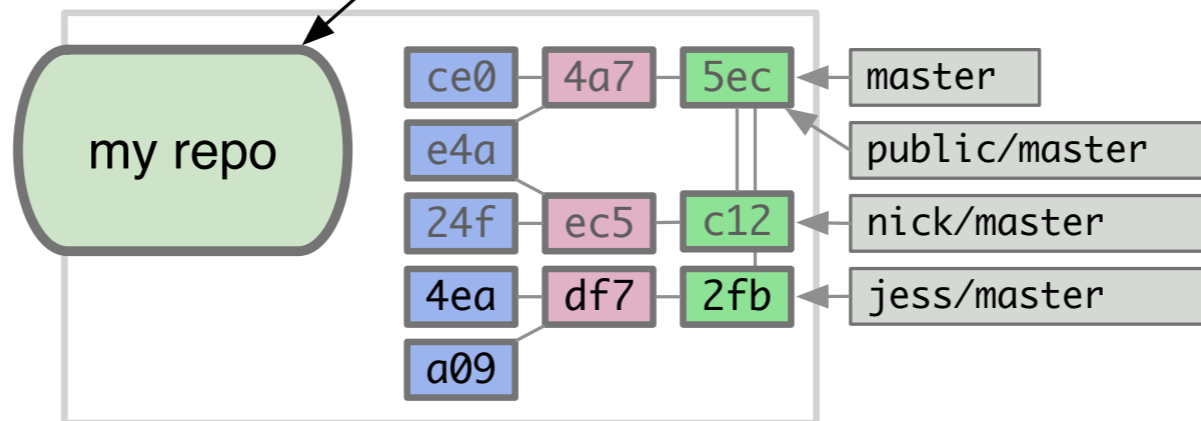 my repo
ce0 4a7 5ec master
e4a public/master
24f ec5 c12 nick/master
4ea df7 2fb jess/master
a09